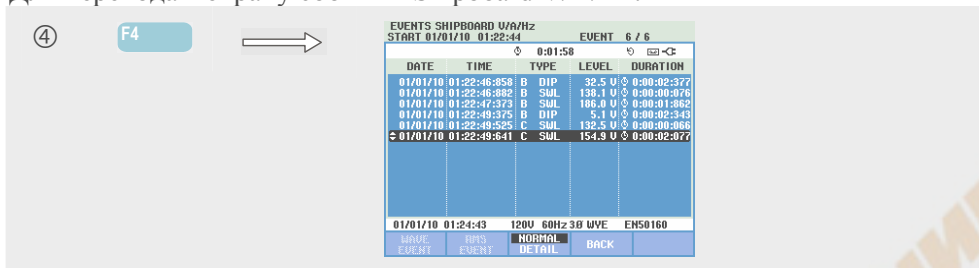 ④ F4
EVENTS SHIPBOARD V/A/Hz
START 01/01/10 01:22:44 EVENT 6 / 6
0:01:58
DATE TIME TYPE LEVEL DURATION
01/01/10 01:22:46:858 B DIP 32.5 V 0:00:02:377
01/01/10 01:22:46:882 B SWL 138.1 V 0:00:00:076
01/01/10 01:22:47:373 B SWL 186.0 V 0:00:01:862
01/01/10 01:22:49:375 B DIP 5.1 V 0:00:02:343
01/01/10 01:22:49:525 C SWL 132.5 V 0:00:00:066
01/01/10 01:22:49:641 C SWL 154.9 V 0:00:02:077
01/01/10 01:24:43 120V 60Hz 3Ø WYE EN50160
WAVE EVENT RMS EVENT NORMAL DETAIL BACK